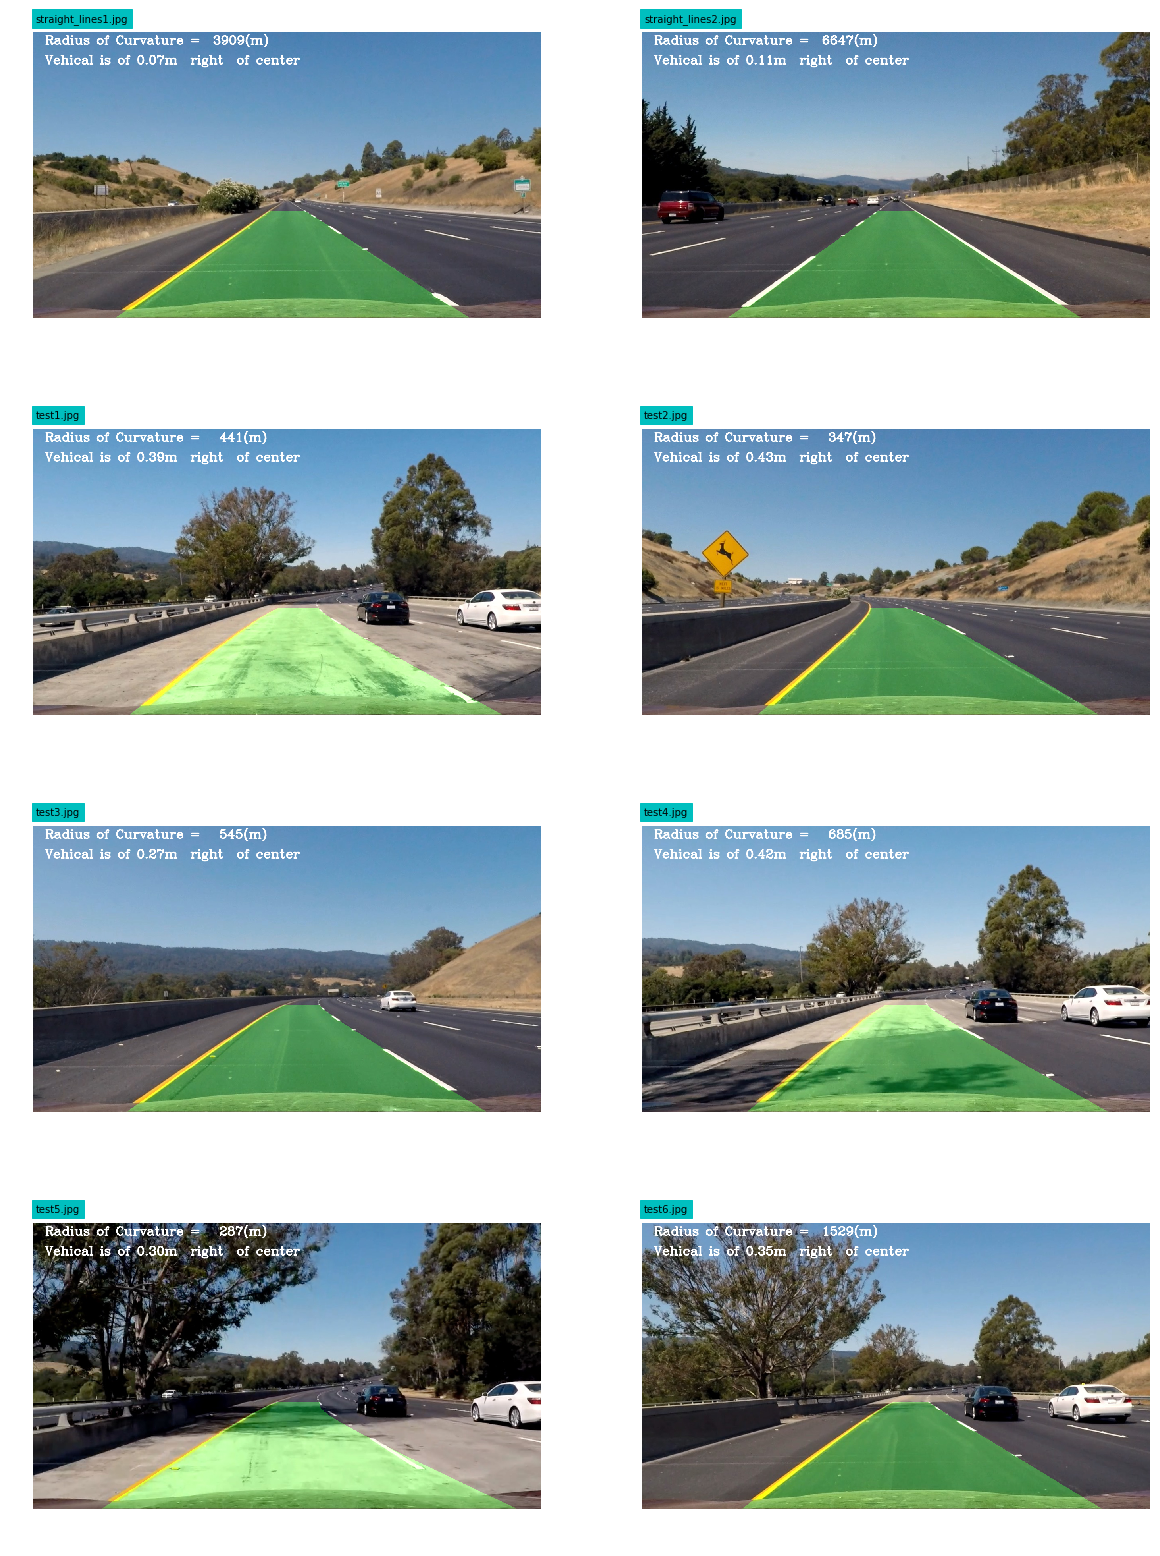 straight_lines1.jpg
Radius of Curvature = 3909(m)
Vehical is of 0.07m right of center
straight_lines2.jpg
Radius of Curvature = 6647(m)
Vehical is of 0.11m right of center
test1.jpg
Radius of Curvature = 441(m)
Vehical is of 0.39m right of center
test2.jpg
Radius of Curvature = 347(m)
Vehical is of 0.43m right of center
test3.jpg
Radius of Curvature = 545(m)
Vehical is of 0.27m right of center
test4.jpg
Radius of Curvature = 685(m)
Vehical is of 0.42m right of center
test5.jpg
Radius of Curvature = 287(m)
Vehical is of 0.30m right of center
test6.jpg
Radius of Curvature = 1529(m)
Vehical is of 0.35m right of center